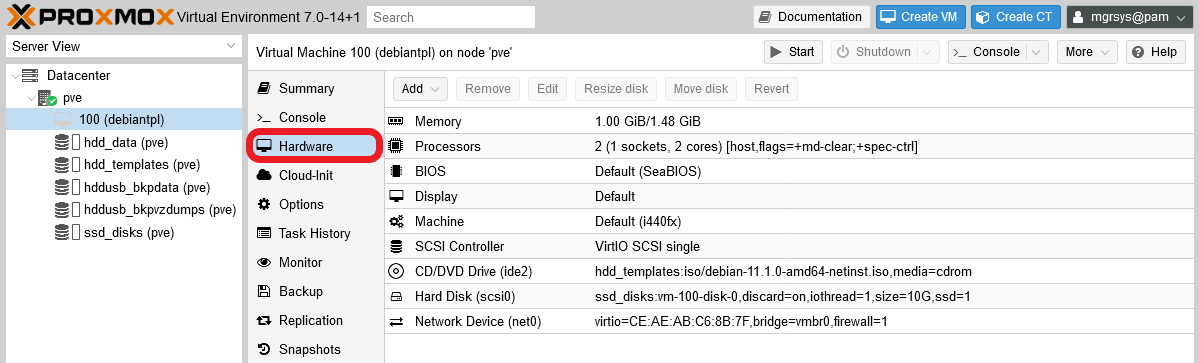 PROXMOX Virtual Environment 7.0-14+1 Search Documentation Create VM Create CT mgrsys@pam
Server View
Datacenter
pve
100 (debiantpl)
hdd_data (pve)
hdd_templates (pve)
hddusb_bkpdata (pve)
hddusb_bkpvzdumps (pve)
ssd_disks (pve)
Virtual Machine 100 (debiantpl) on node 'pve' Start Shutdown Console More Help
Summary
Console
Hardware
Cloud-Init
Options
Task History
Monitor
Backup
Replication
Snapshots
Add Remove Edit Resize disk Move disk Revert
Memory 1.00 GiB/1.48 GiB
Processors 2 (1 sockets, 2 cores) [host,flags=+md-clear;+spec-ctrl]
BIOS Default (SeaBIOS)
Display Default
Machine Default (i440fx)
SCSI Controller VirtIO SCSI single
CD/DVD Drive (ide2) hdd_templates:iso/debian-11.1.0-amd64-netinst.iso,media=cdrom
Hard Disk (scsi0) ssd_disks:vm-100-disk-0,discard=on,iothread=1,size=10G,ssd=1
Network Device (net0) virtio=CE:AE:AB:C6:8B:7F,bridge=vmbr0,firewall=1